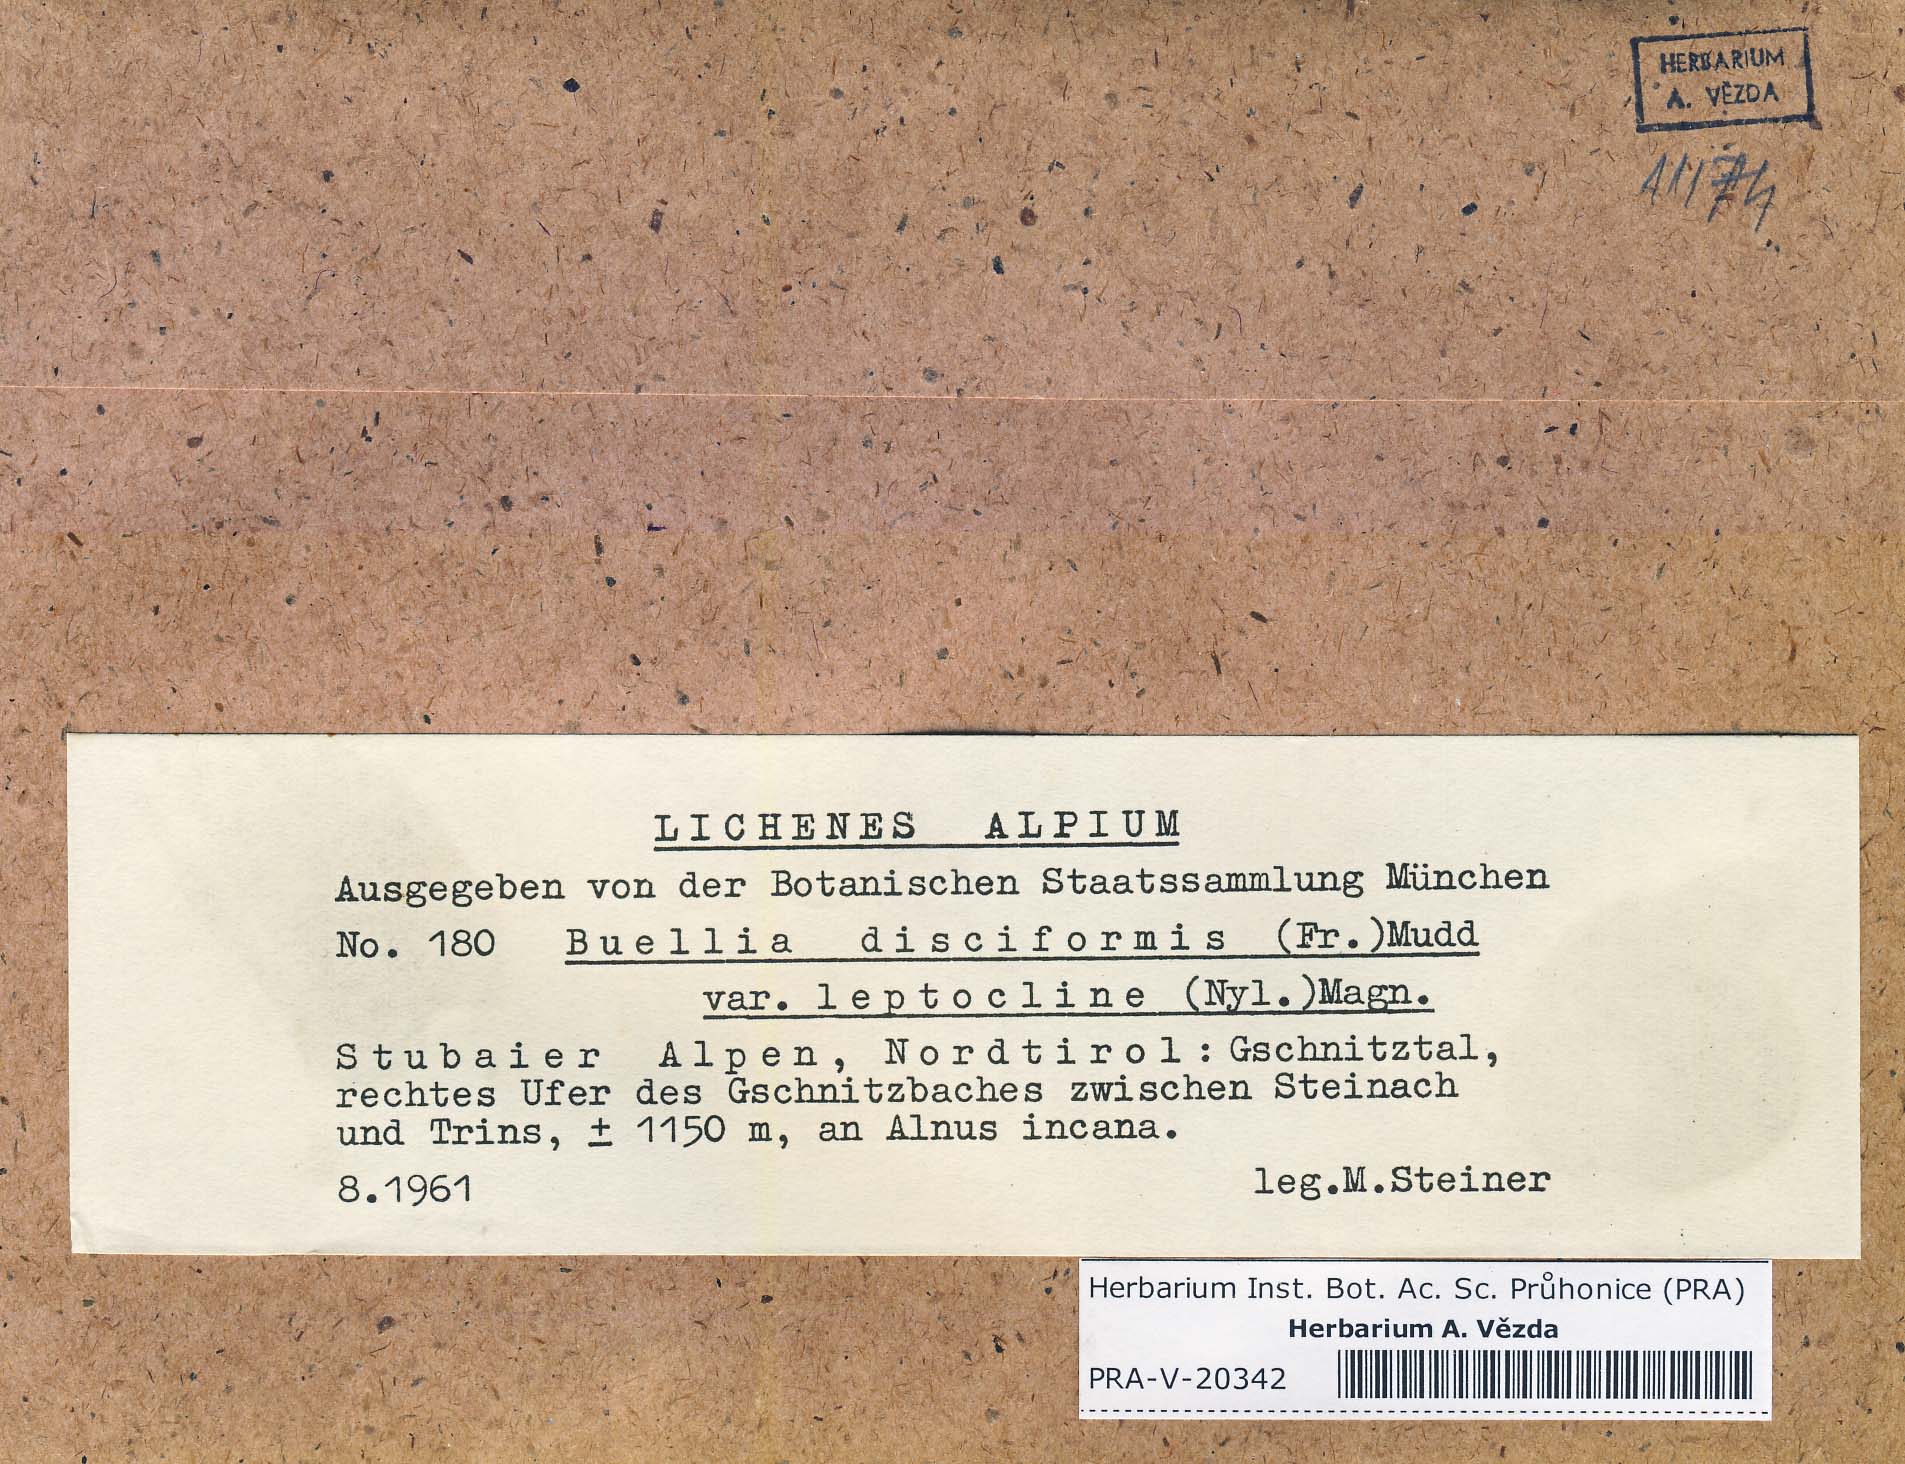 HERBARIUM
A. VĚZDA
11174
LICHENES ALPIUM
Ausgegeben von der Botanischen Staatssammlung München
No. 180 Buellia disciformis (Fr.)Mudd
var. leptocline (Nyl.)Magn.
Stubaier Alpen, Nordtirol: Gschnitztal,
rechtes Ufer des Gschnitzbaches zwischen Steinach
und Trins, ± 1150 m, an Alnus incana.
8.1961 leg.M.Steiner
Herbarium Inst. Bot. Ac. Sc. Průhonice (PRA)
Herbarium A. Vězda
PRA-V-20342